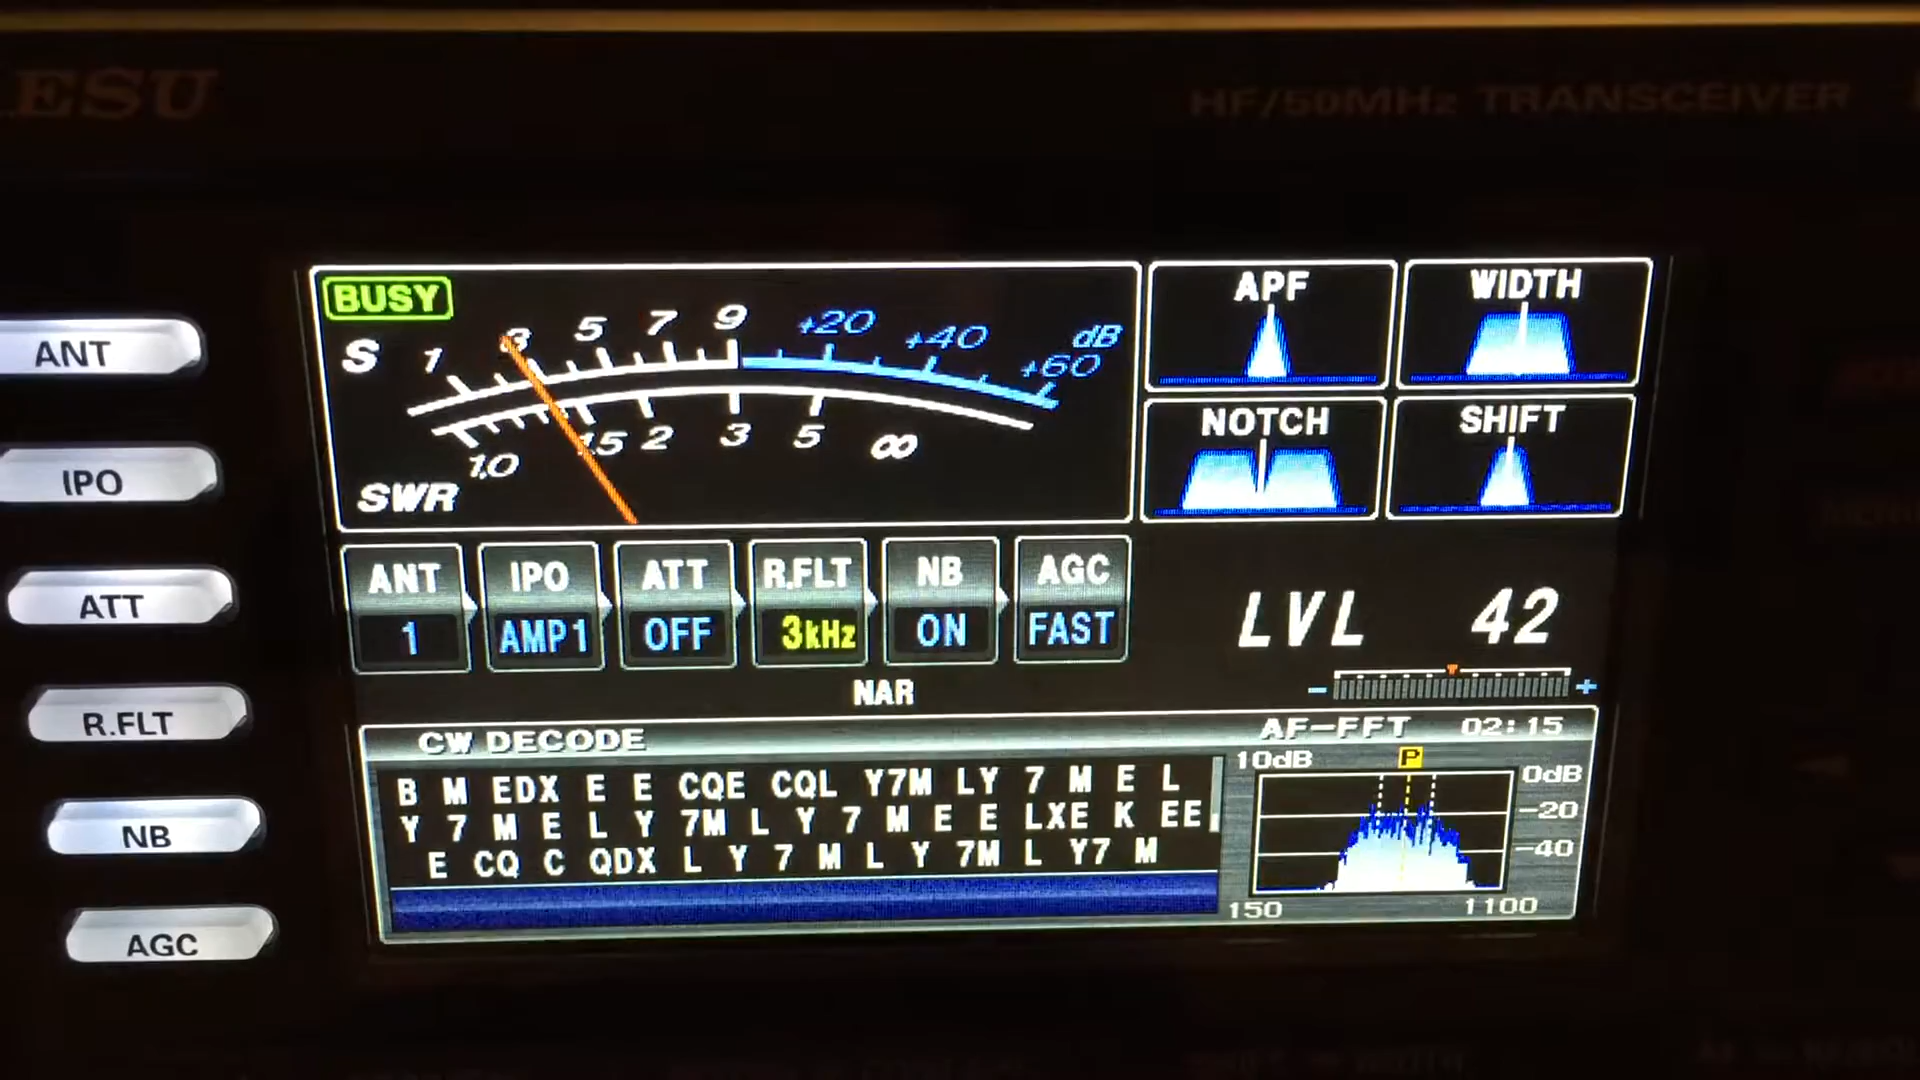 ESU
HF/50MHz TRANSCEIVER
BUSY
S 1 3 5 7 9 +20 +40 +60 dB
1.0 1.5 2 3 5 ∞
SWR
APF
WIDTH
NOTCH
SHIFT
ANT
IPO
ATT
R.FLT
NB
AGC
ANT IPO ATT R.FLT NB AGC
1 AMP1 OFF 3kHz ON FAST
NAR
LVL 42
- +
CW DECODE
B M EDX E E CQE CQL Y7M LY 7 M E L
Y 7 M E L Y 7M L Y 7 M E E LXE K EE
E CQ C QDX L Y 7 M L Y 7M L Y7 M
AF-FFT 02:15
10dB P 0dB
-20
-40
150 1100